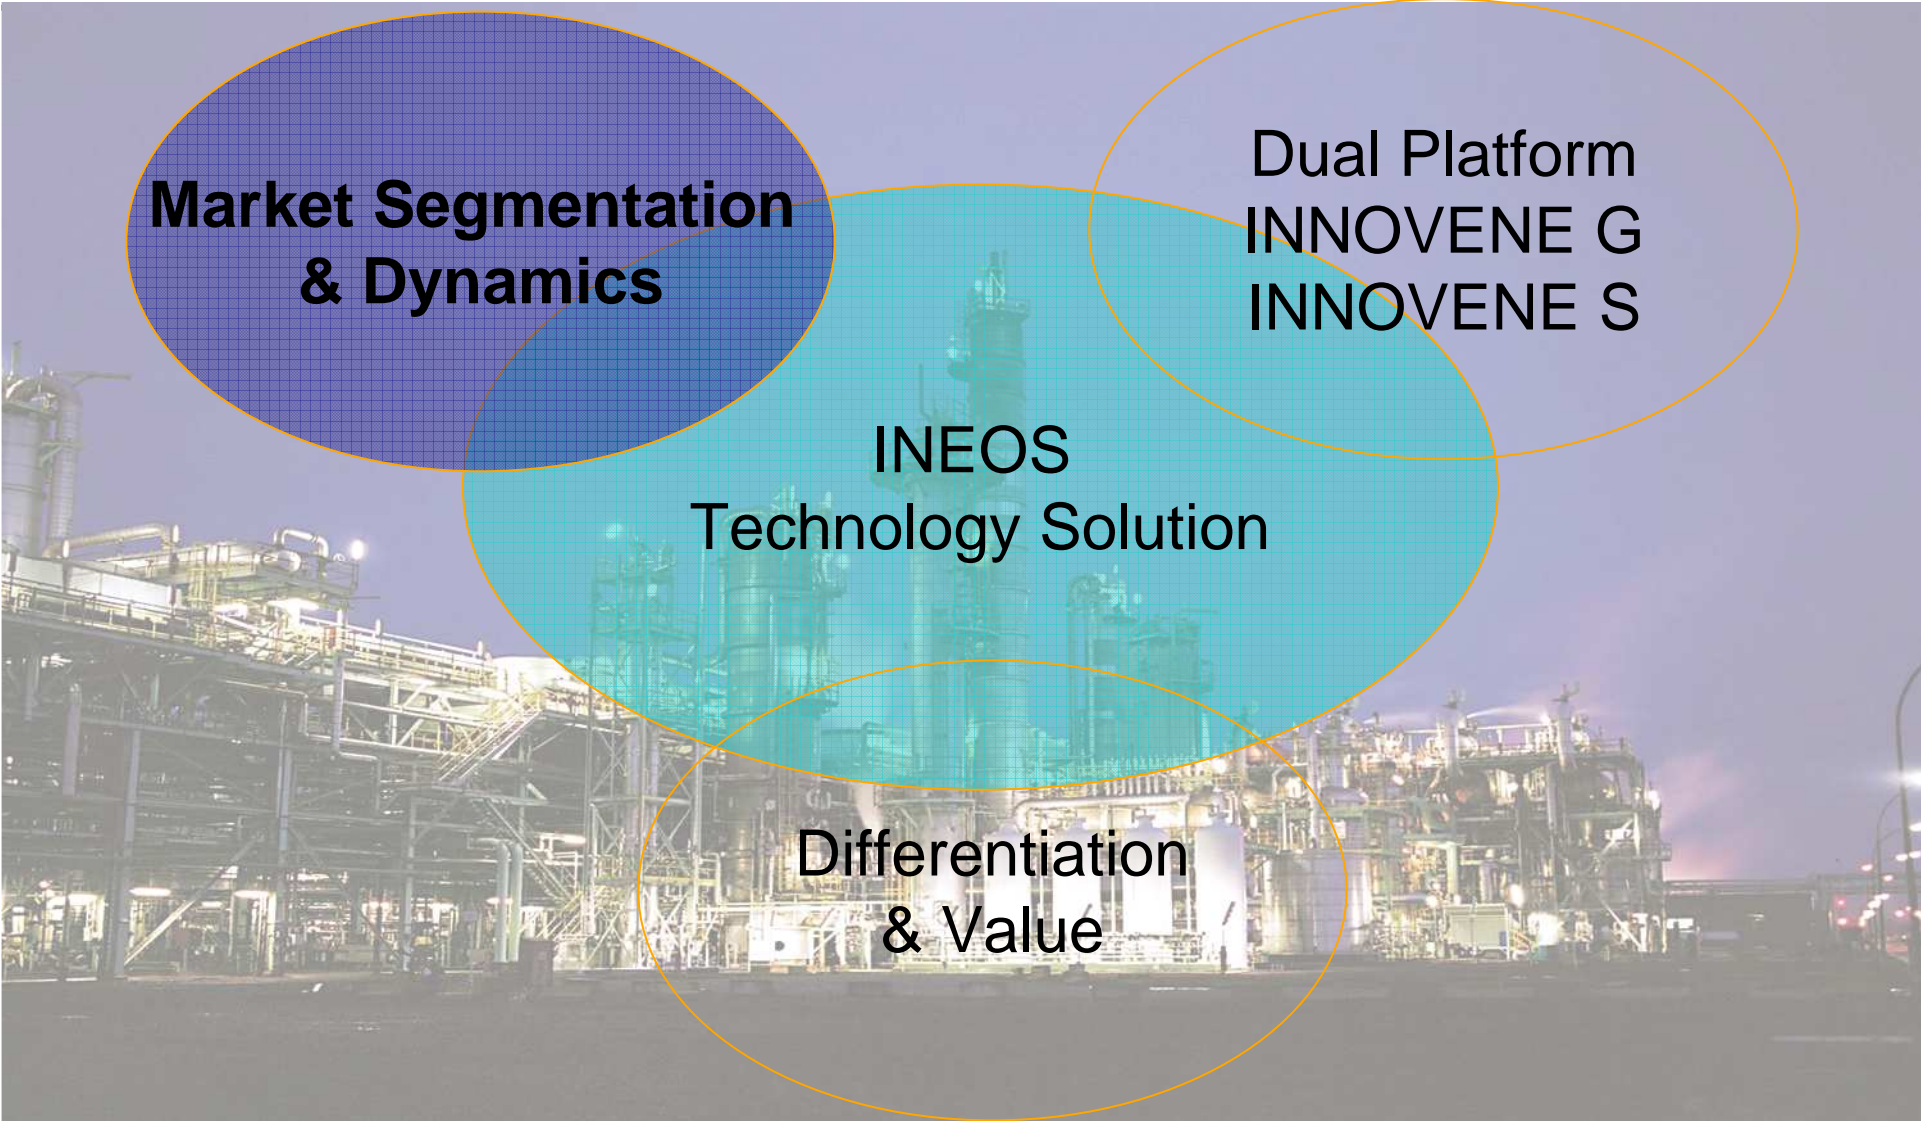 Market Segmentation
& Dynamics
Dual Platform
INNOVENE G
INNOVENE S
INEOS
Technology Solution
Differentiation
& Value